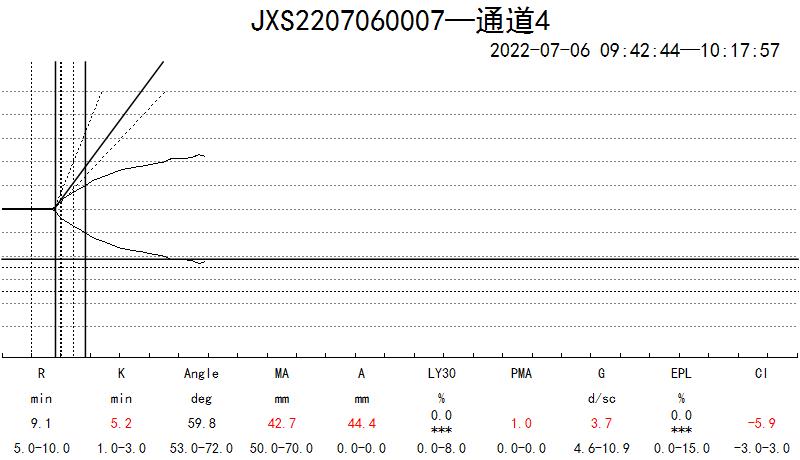 JXS2207060007—通道4
2022-07-06 09:42:44—10:17:57
R K Angle MA A LY30 PMA G EPL CI
min min deg mm mm % d/sc %
9.1 5.2 59.8 42.7 44.4 0.0 *** 1.0 3.7 0.0 *** -5.9
5.0-10.0 1.0-3.0 53.0-72.0 50.0-70.0 0.0-0.0 0.0-8.0 0.0-0.0 4.6-10.9 0.0-15.0 -3.0-3.0